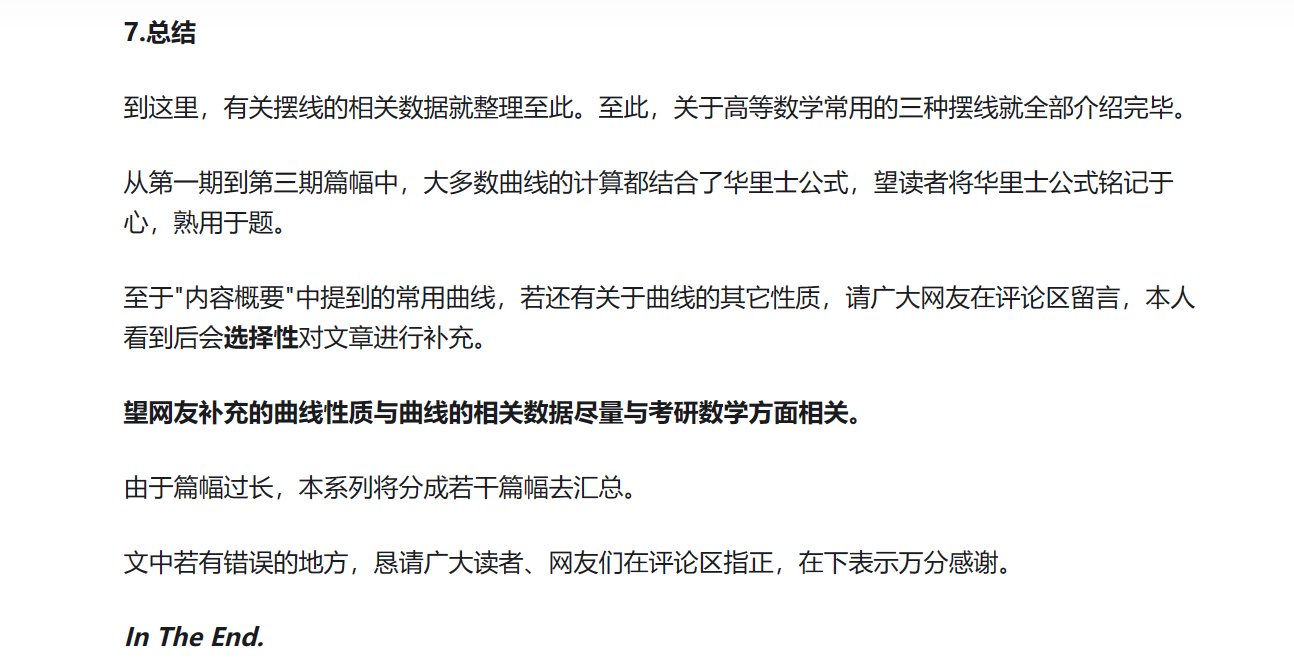 7.总结
到这里，有关摆线的相关数据就整理至此。至此，关于高等数学常用的三种摆线就全部介绍完毕。
从第一期到第三期篇幅中，大多数曲线的计算都结合了华里士公式，望读者将华里士公式铭记于
心，熟用于题。
至于"内容概要"中提到的常用曲线，若还有关于曲线的其它性质，请广大网友在评论区留言，本人
看到后会选择性对文章进行补充。
望网友补充的曲线性质与曲线的相关数据尽量与考研数学方面相关。
由于篇幅过长，本系列将分成若干篇幅去汇总。
文中若有错误的地方，恳请广大读者、网友们在评论区指正，在下表示万分感谢。
In The End.